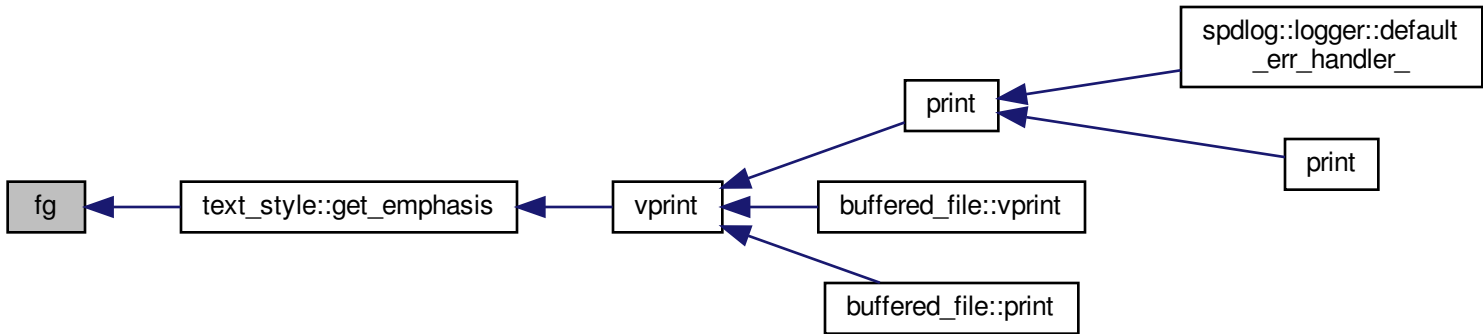 fg
text_style::get_emphasis
vprint
print
spdlog::logger::default
_err_handler_
print
buffered_file::vprint
buffered_file::print